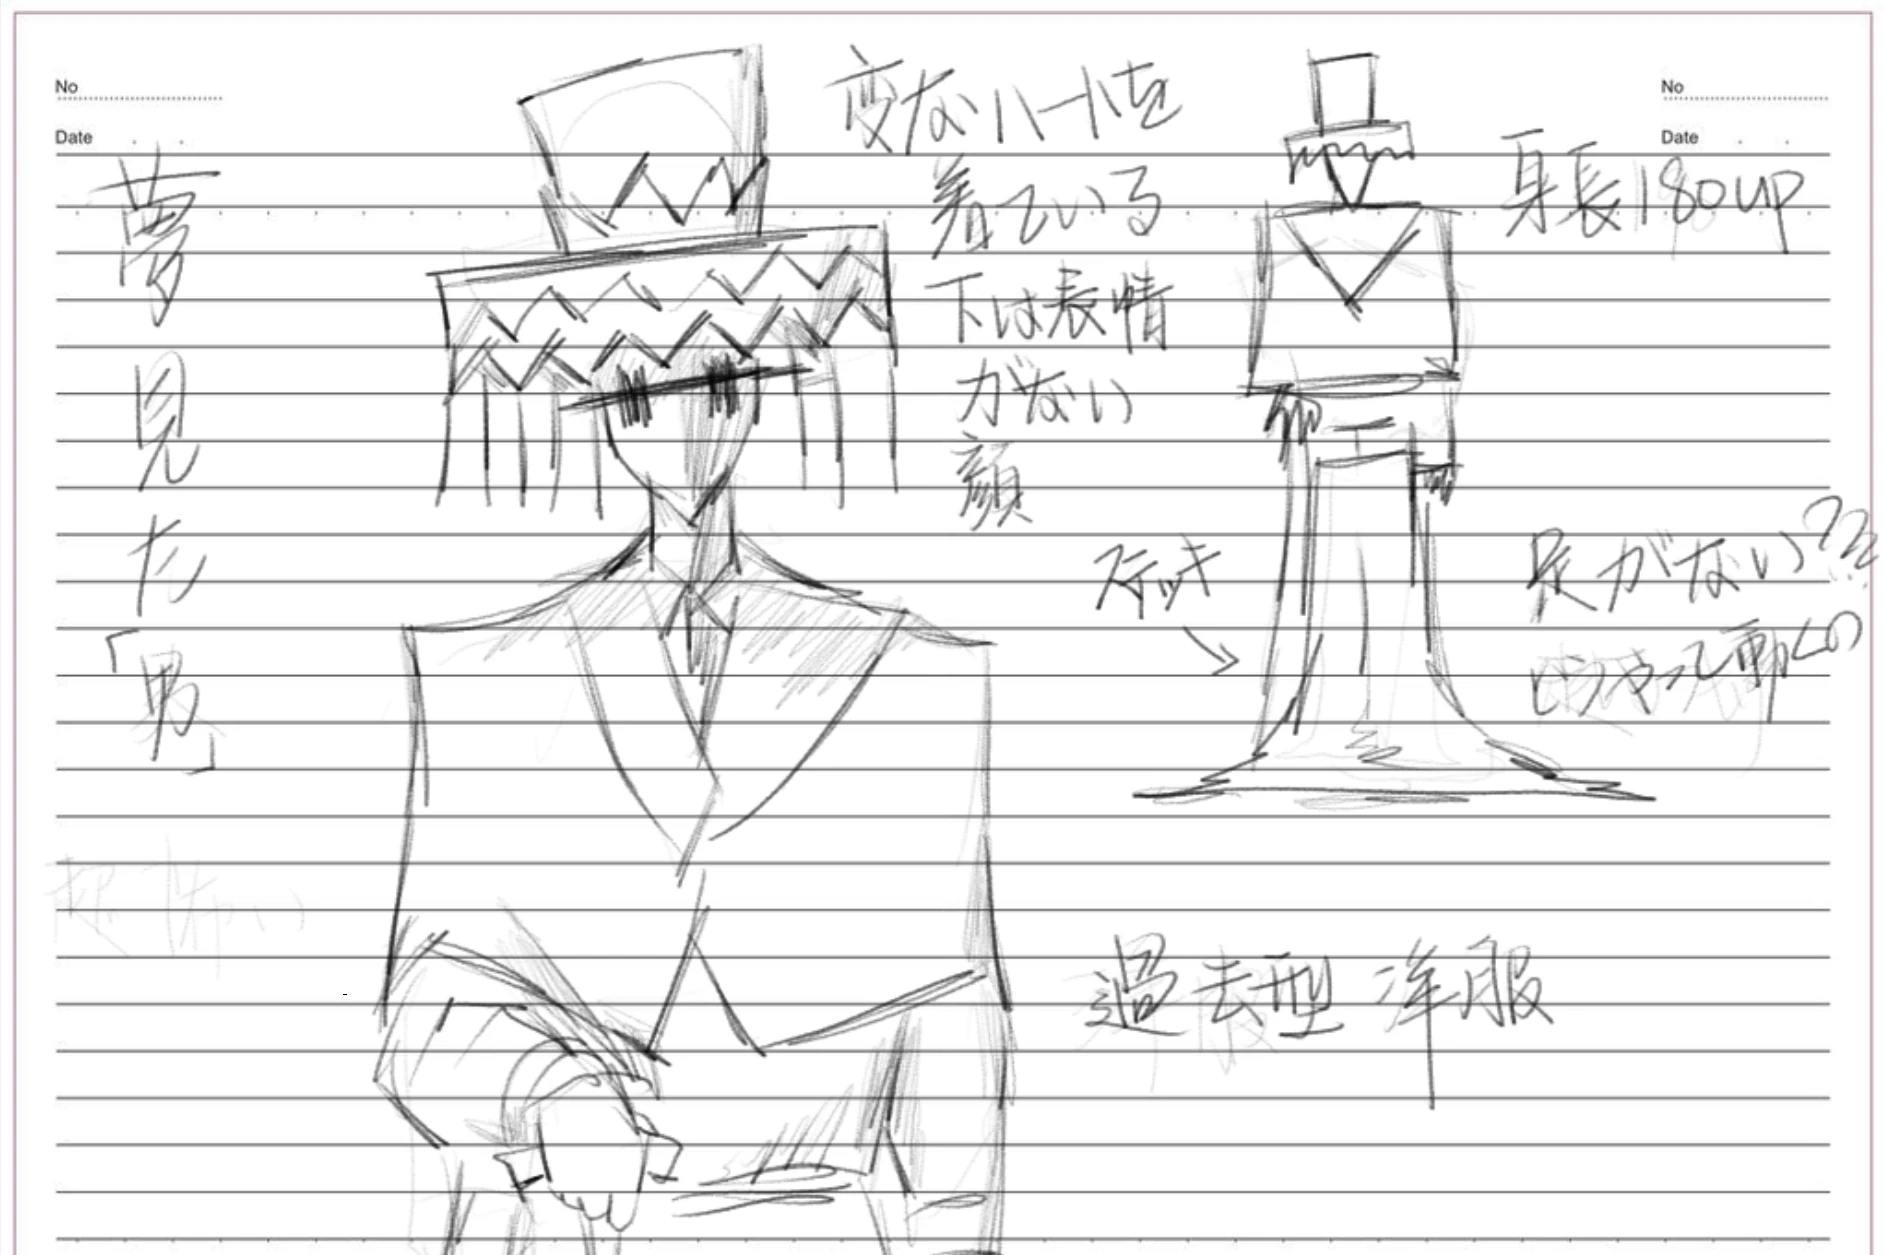 No
Date
夢見た「男」
変なハートを
着ている
下は表情
がない
顔
No
Date
身長180up
ステッキ
足がない??
どうやって動くの
過去型 洋服